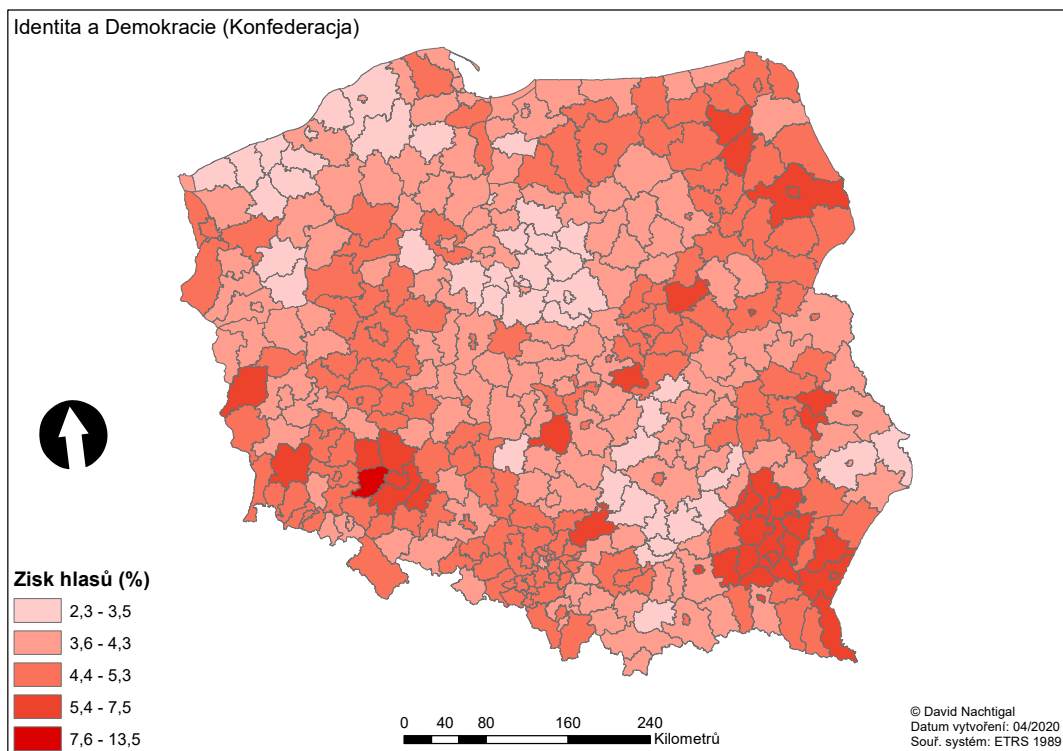 Identita a Demokracie (Konfederacja)
Zisk hlasů (%)
2,3 - 3,5
3,6 - 4,3
4,4 - 5,3
5,4 - 7,5
7,6 - 13,5
0 40 80 160 240
Kilometrů
© David Nachtigal
Datum vytvoření: 04/2020
Souř. systém: ETRS 1989